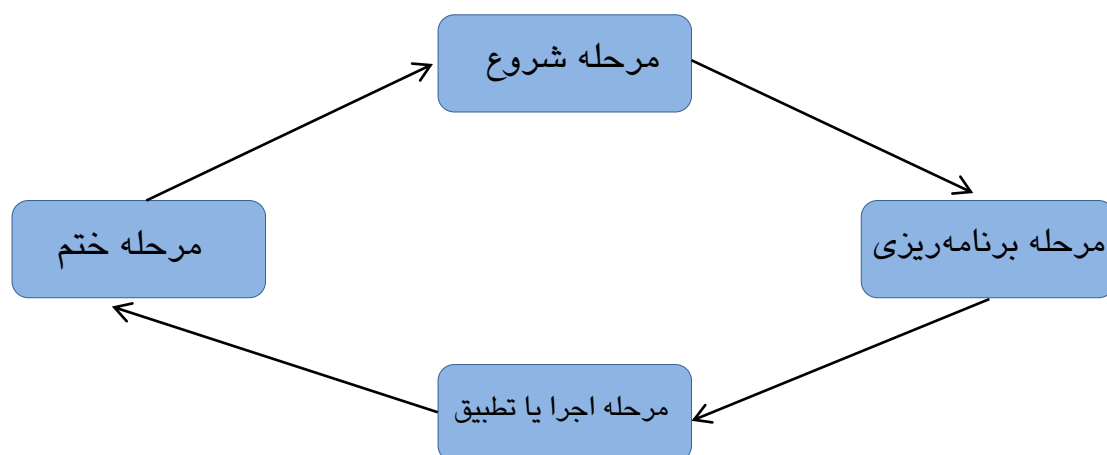 مرحله شروع
مرحله برنامه‌ریزی
مرحله اجرا یا تطبیق
مرحله ختم